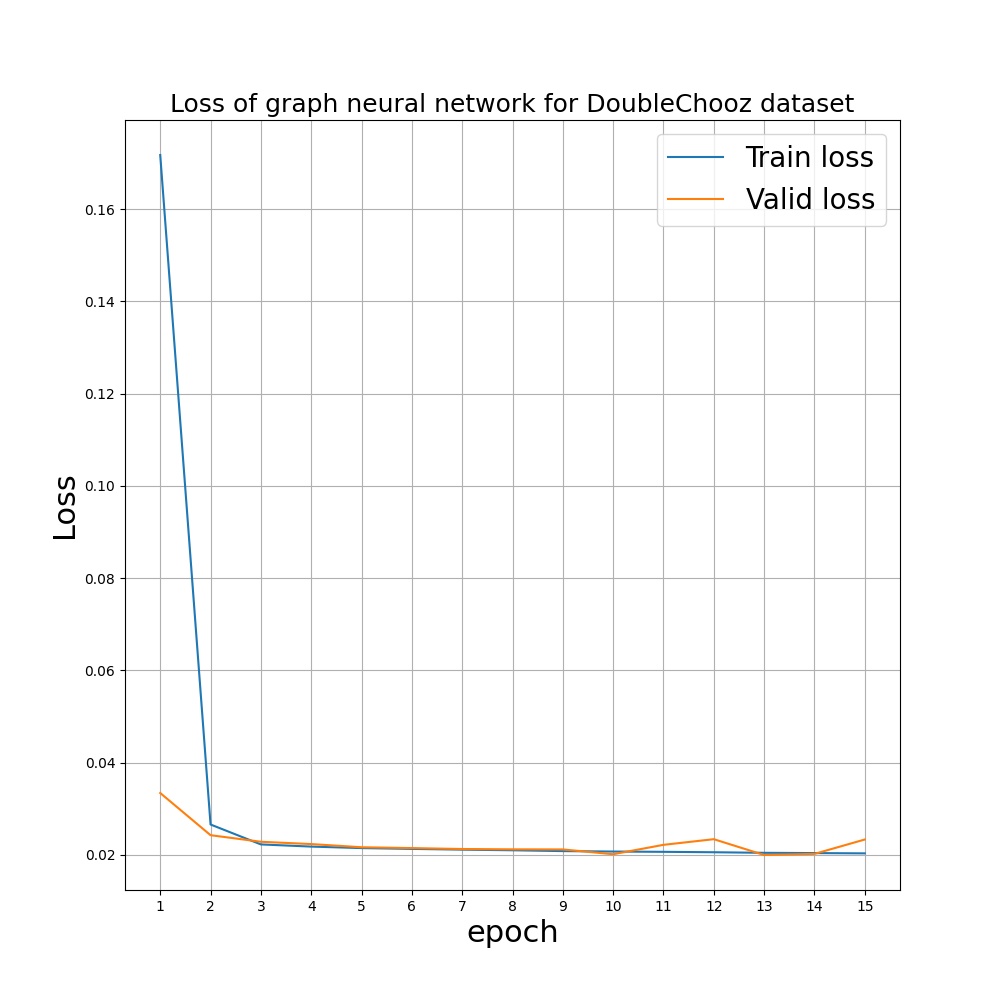 Loss of graph neural network for DoubleChooz dataset
Train loss
Valid loss
0.16
0.14
0.12
0.10
0.08
0.06
0.04
0.02
Loss
1 2 3 4 5 6 7 8 9 10 11 12 13 14 15
epoch